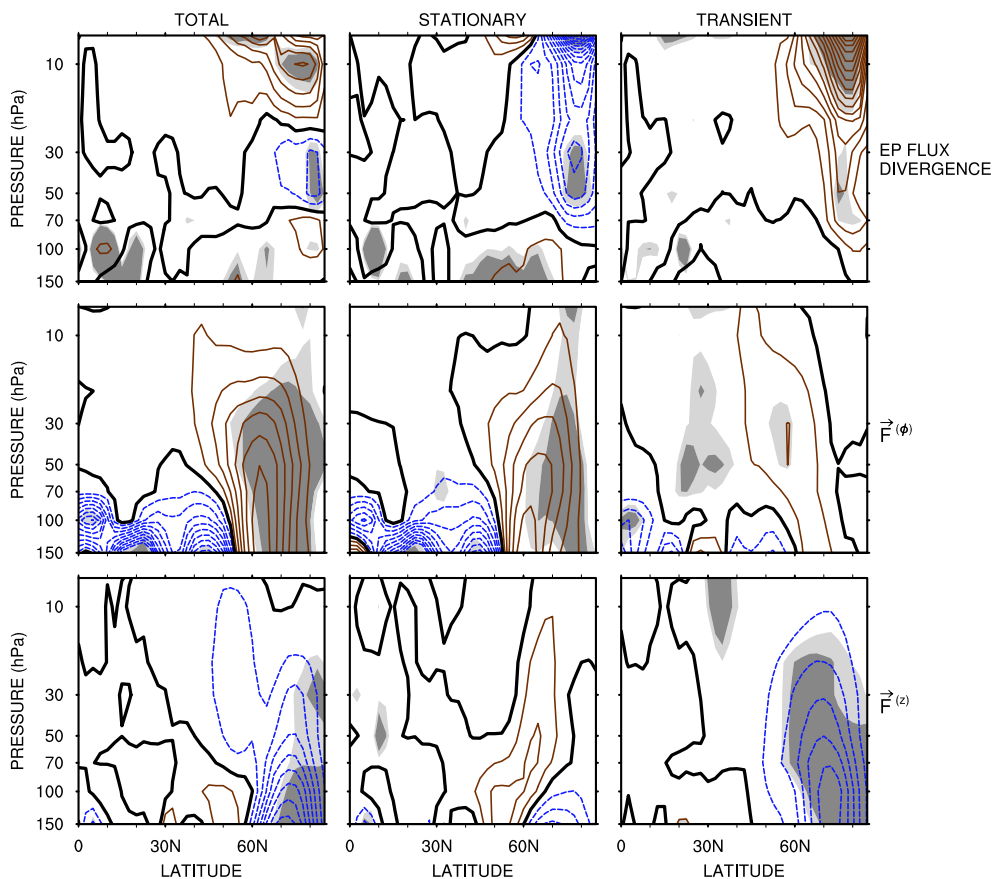 TOTAL STATIONARY TRANSIENT
PRESSURE (hPa)
10
30
50
70
100
150
EP FLUX
DIVERGENCE
PRESSURE (hPa)
10
30
50
70
100
150
F⃗ (ϕ)
PRESSURE (hPa)
10
30
50
70
100
150
F⃗ (z)
0 30N 60N 0 30N 60N 0 30N 60N
LATITUDE LATITUDE LATITUDE